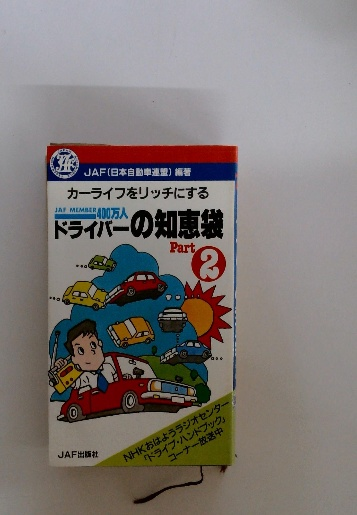 JAF(日本自動車連盟)編著
カーライフをリッチにする
JAF MEMBER 400万人
ドライバーの知恵袋
Part 2
NHKおはようラジオセンター
「ドライブ・ハンドブック」
コーナー放送中
JAF出版社